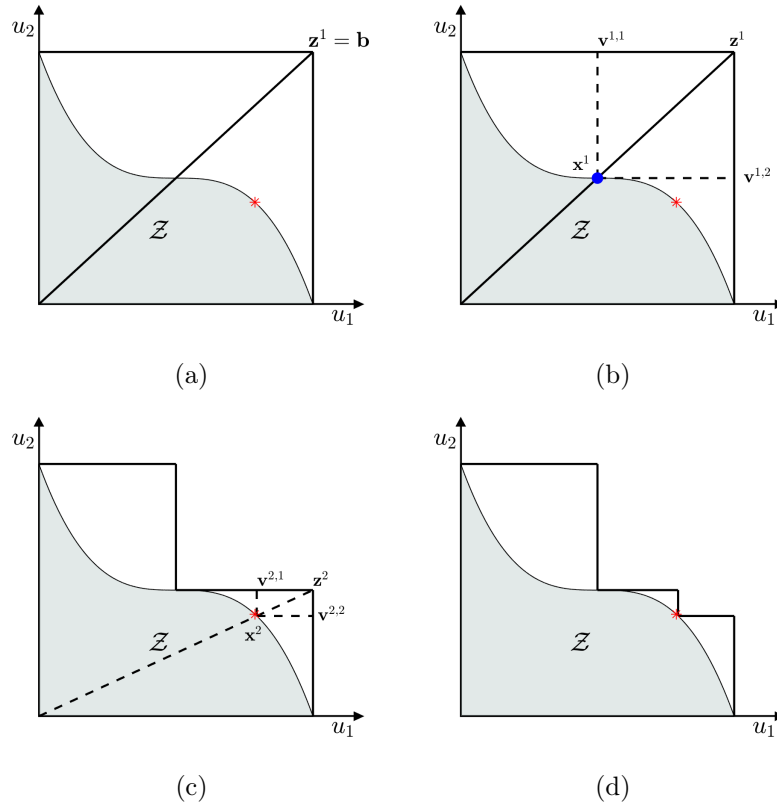 u₂
z¹ = b
𝒵
u₁
(a)
u₂
v¹,¹
z¹
x¹
v¹,²
𝒵
u₁
(b)
u₂
v²,¹
z²
v²,²
x²
𝒵
u₁
(c)
u₂
𝒵
u₁
(d)